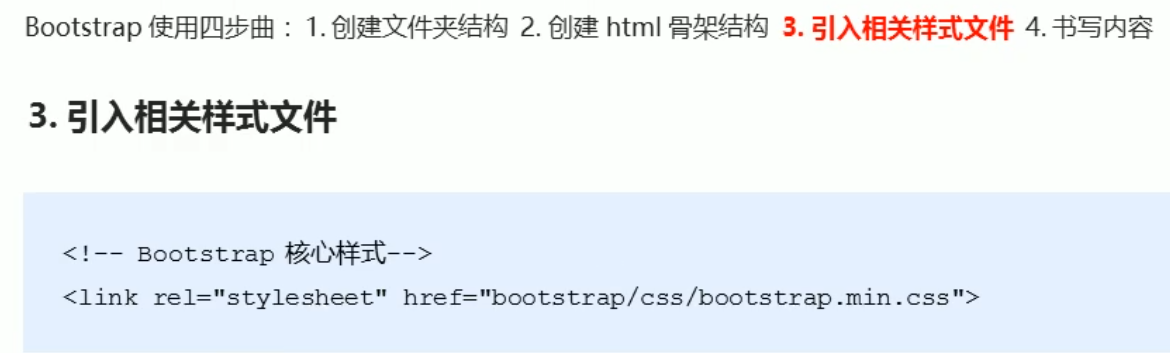 Bootstrap 使用四步曲：1. 创建文件夹结构 2. 创建 html 骨架结构 3. 引入相关样式文件 4. 书写内容
3. 引入相关样式文件
<!-- Bootstrap 核心样式-->
<link rel="stylesheet" href="bootstrap/css/bootstrap.min.css">